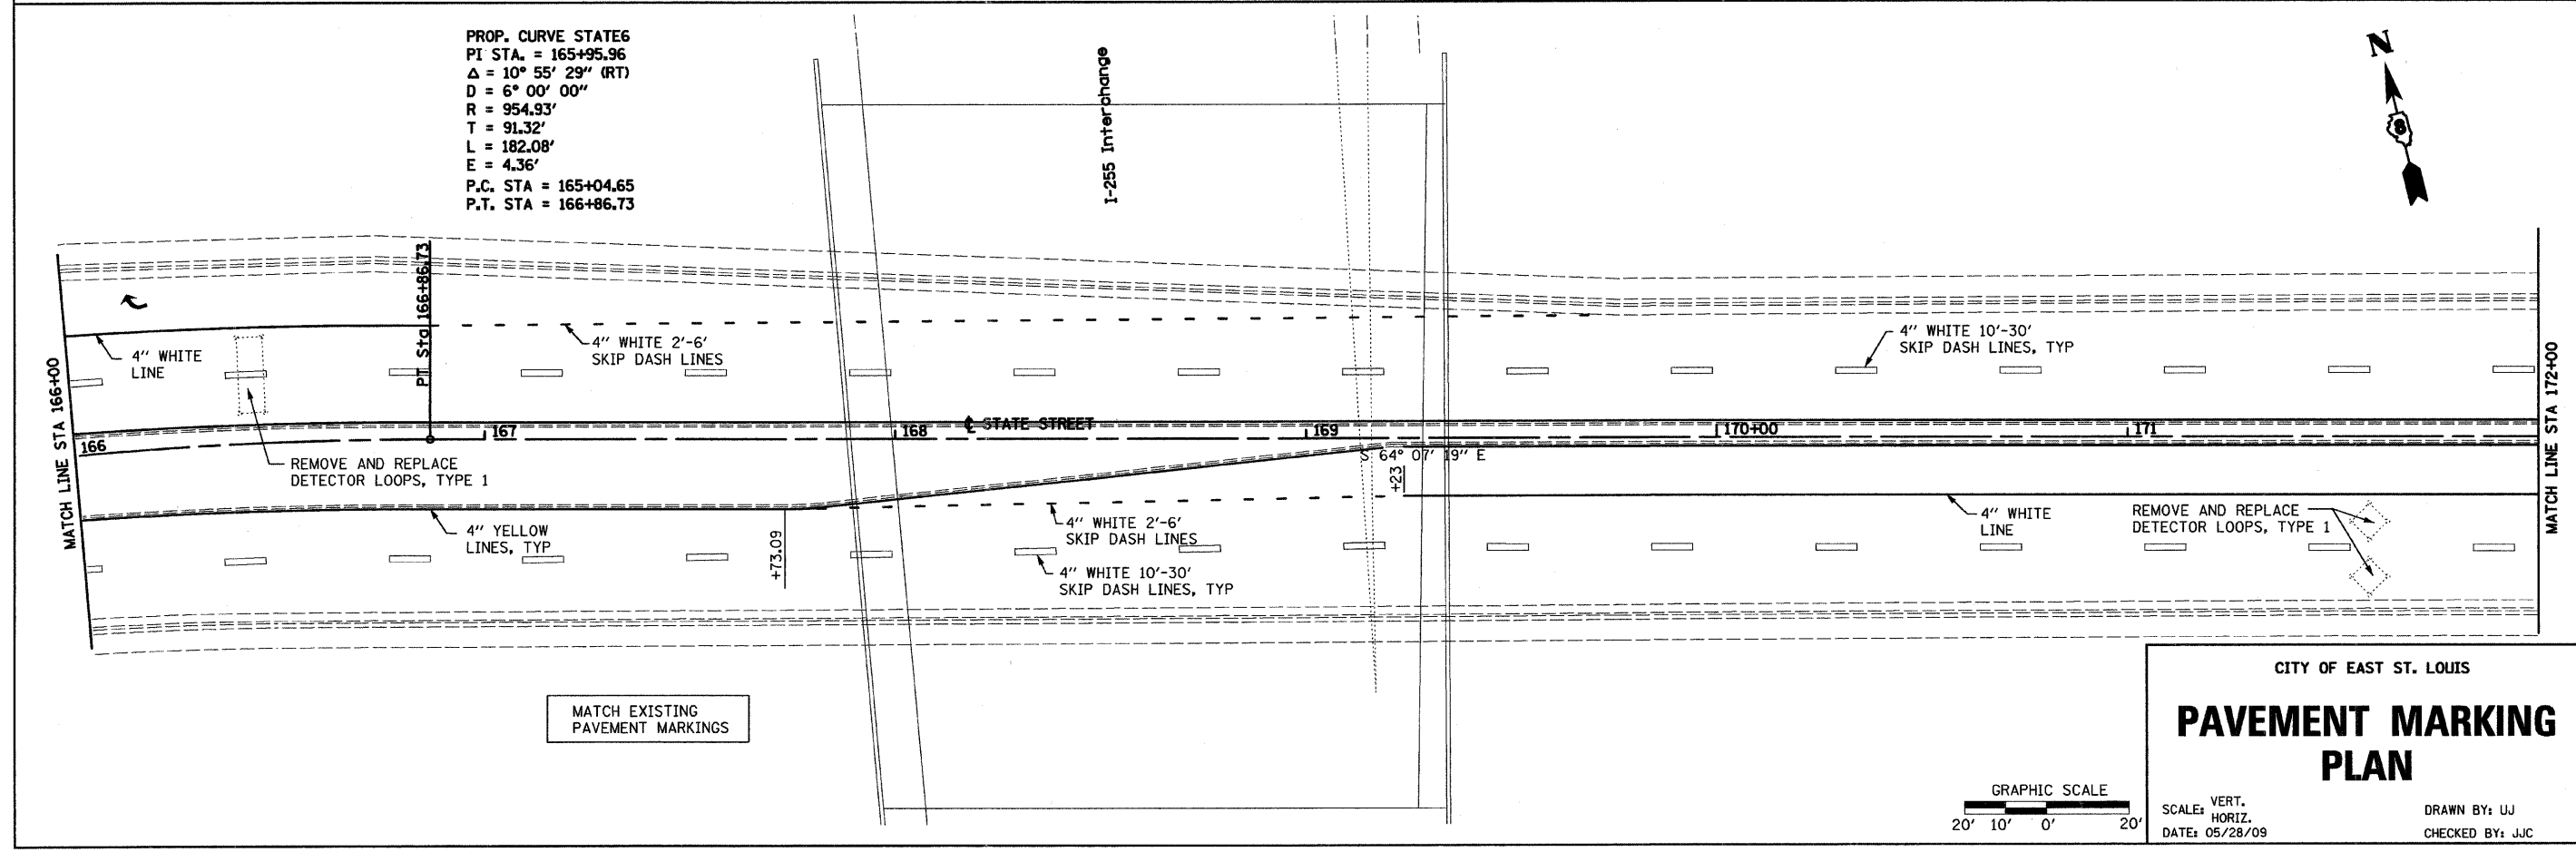 PROP. CURVE STATE6
PI STA. = 165+95.96
Δ = 10° 55' 29" (RT)
D = 6° 00' 00"
R = 954.93'
T = 91.32'
L = 182.08'
E = 4.36'
P.C. STA = 165+04.65
P.T. STA = 166+86.73
I-255 Interchange
N
8
MATCH LINE STA 166+00
4" WHITE
LINE
PT Sta 166+86.73
4" WHITE 2'-6'
SKIP DASH LINES
4" WHITE 10'-30'
SKIP DASH LINES, TYP
MATCH LINE STA 172+00
166
167
168
℄ STATE STREET
169
170+00
171
S 64° 07' 19" E
+23
REMOVE AND REPLACE
DETECTOR LOOPS, TYPE 1
4" YELLOW
LINES, TYP
+73.09
4" WHITE 2'-6'
SKIP DASH LINES
4" WHITE 10'-30'
SKIP DASH LINES, TYP
4" WHITE
LINE
REMOVE AND REPLACE
DETECTOR LOOPS, TYPE 1
MATCH EXISTING
PAVEMENT MARKINGS
GRAPHIC SCALE
20' 10' 0' 20'
CITY OF EAST ST. LOUIS
PAVEMENT MARKING
PLAN
SCALE: VERT.
HORIZ.
DATE: 05/28/09
DRAWN BY: UJ
CHECKED BY: JJC